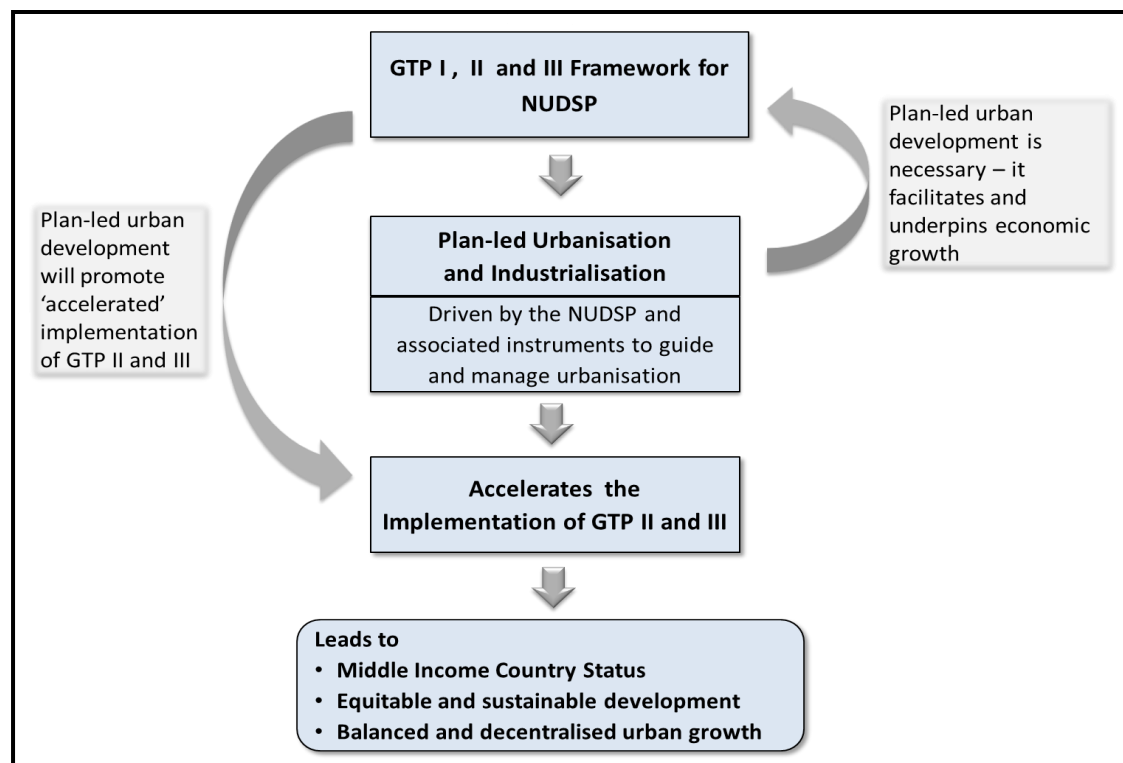 GTP I , II and III Framework for
NUDSP
Plan-led urban
development is
necessary – it
facilitates and
underpins economic
growth
Plan-led urban
development
will promote
‘accelerated’
implementation
of GTP II and III
Plan-led Urbanisation
and Industrialisation
Driven by the NUDSP and
associated instruments to guide
and manage urbanisation
Accelerates the
Implementation of GTP II and III
Leads to
• Middle Income Country Status
• Equitable and sustainable development
• Balanced and decentralised urban growth